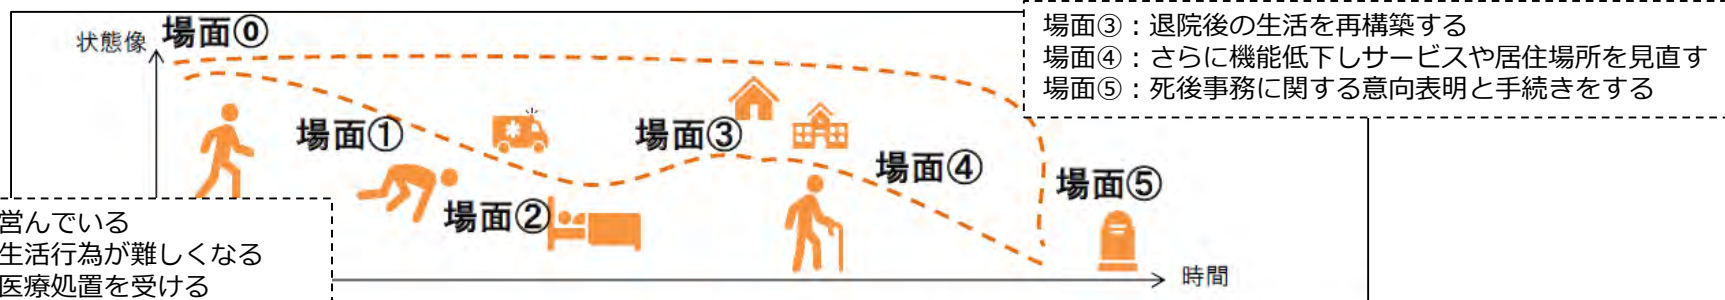 場面③：退院後の生活を再構築する
場面④：さらに機能低下しサービスや居住場所を見直す
場面⑤：死後事務に関する意向表明と手続きをする
状態像
場面⓪
場面①
場面②
場面③
場面④
場面⑤
時間
営んでいる
生活行為が難しくなる
医療処置を受ける